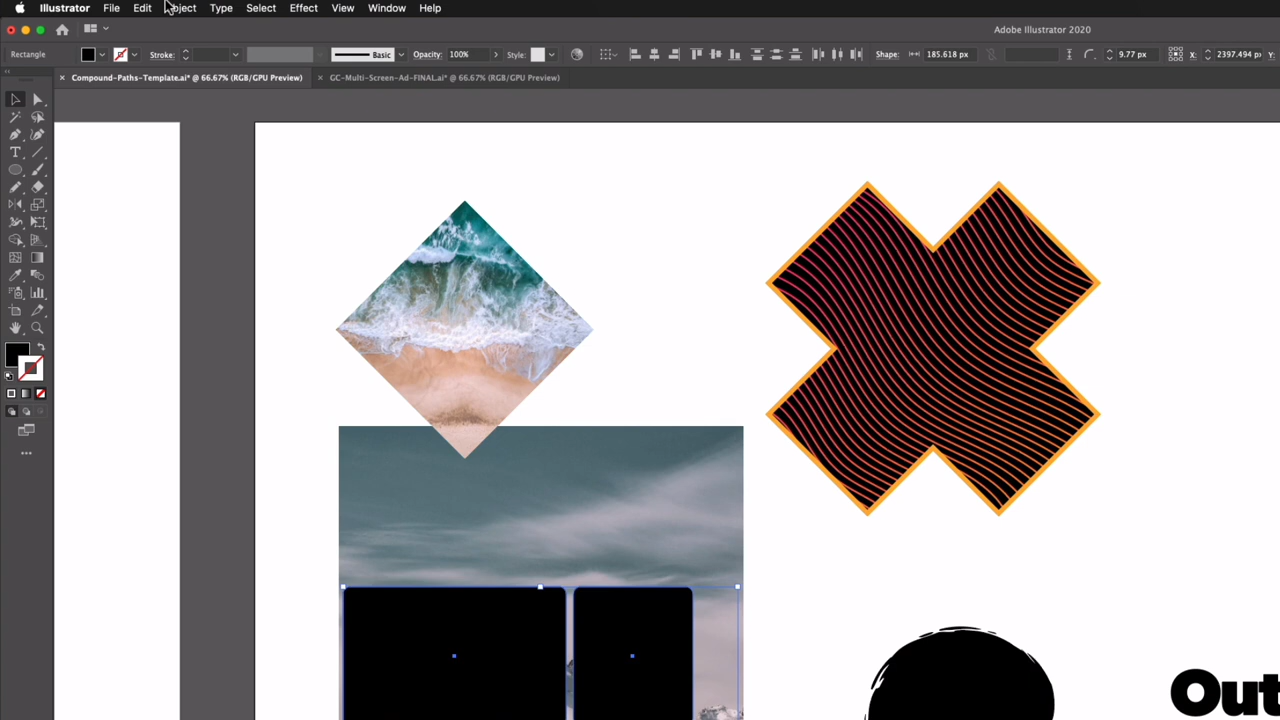 Illustrator File Edit Object Type Select Effect View Window Help
Adobe Illustrator 2020
Rectangle Stroke: Basic Opacity: 100% Style: Shape: 185.618 px 9.77 px X: 2397.494 px Y:
× Compound-Paths-Template.ai* @ 66.67% (RGB/GPU Preview) × GC-Multi-Screen-Ad-FINAL.ai* @ 66.67% (RGB/GPU Preview)
Out